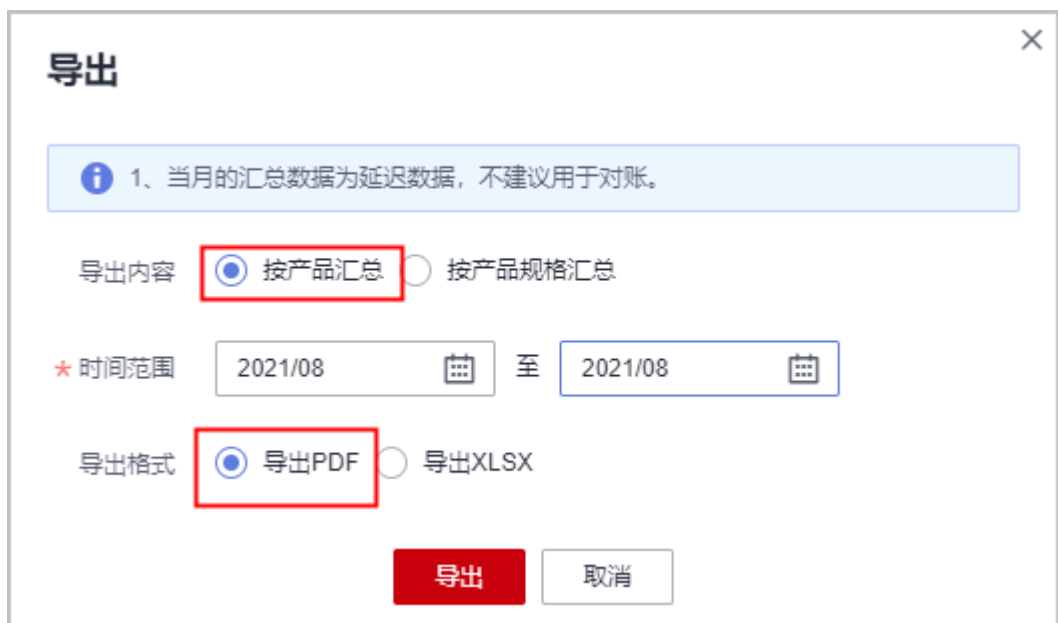 导出
1、当月的汇总数据为延迟数据，不建议用于对账。
导出内容 按产品汇总 按产品规格汇总
* 时间范围 2021/08 至 2021/08
导出格式 导出PDF 导出XLSX
导出 取消